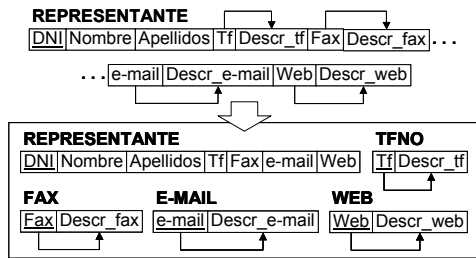 REPRESENTANTE
DNI Nombre Apellidos Tf Descr_tf Fax Descr_fax ...
... e-mail Descr_e-mail Web Descr_web
REPRESENTANTE TFNO
DNI Nombre Apellidos Tf Fax e-mail Web Tf Descr_tf
FAX E-MAIL WEB
Fax Descr_fax e-mail Descr_e-mail Web Descr_web